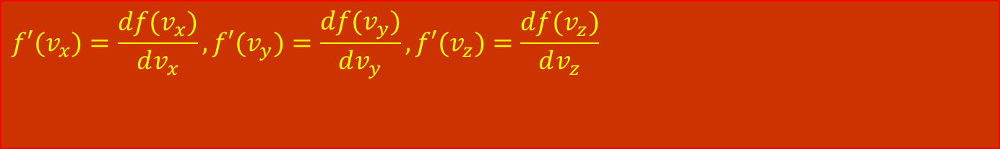 f′(vₓ) = df(vₓ)/dvₓ, f′(v_y) = df(v_y)/dv_y, f′(v_z) = df(v_z)/dv_z